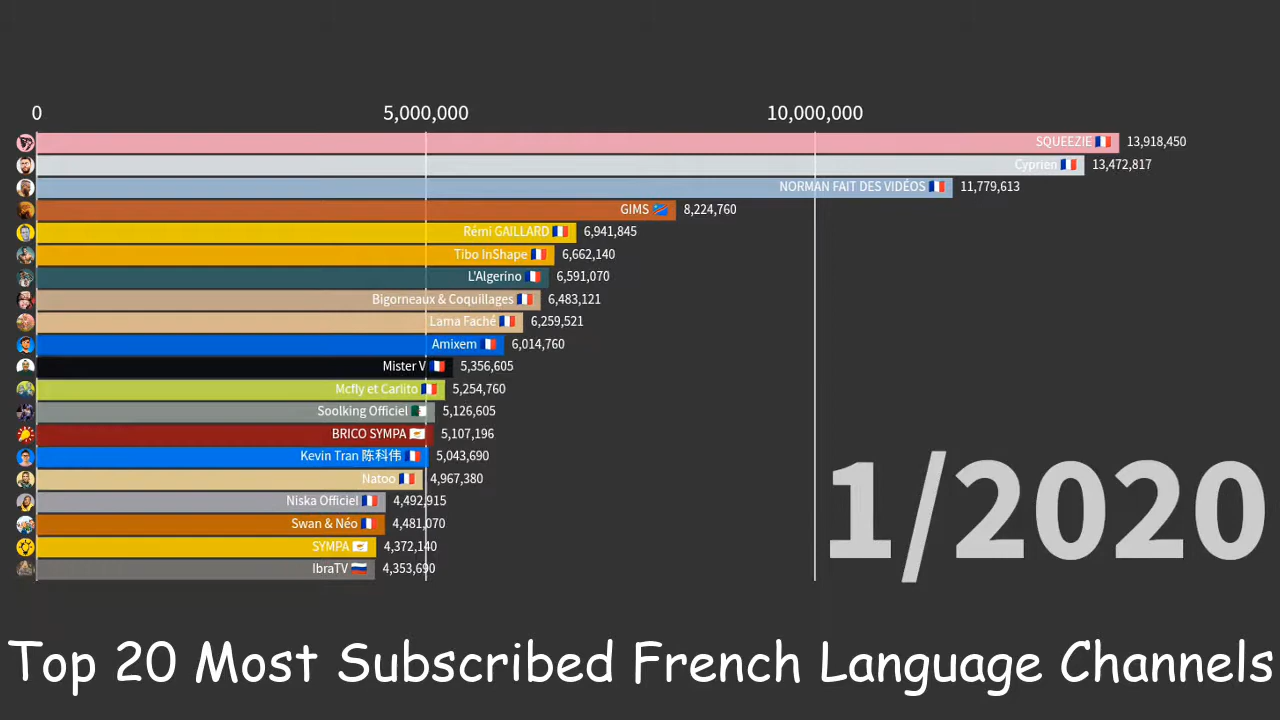 0 5,000,000 10,000,000
SQUEEZIE 13,918,450
Cyprien 13,472,817
NORMAN FAIT DES VIDÉOS 11,779,613
GIMS 8,224,760
Rémi GAILLARD 6,941,845
Tibo InShape 6,662,140
L'Algerino 6,591,070
Bigorneaux & Coquillages 6,483,121
Lama Faché 6,259,521
Amixem 6,014,760
Mister V 5,356,605
Mcfly et Carlito 5,254,760
Soolking Officiel 5,126,605
BRICO SYMPA 5,107,196
Kevin Tran 陈科伟 5,043,690
Natoo 4,967,380
Niska Officiel 4,492,915
Swan & Néo 4,481,070
SYMPA 4,372,140
IbraTV 4,353,690
1/2020
Top 20 Most Subscribed French Language Channels